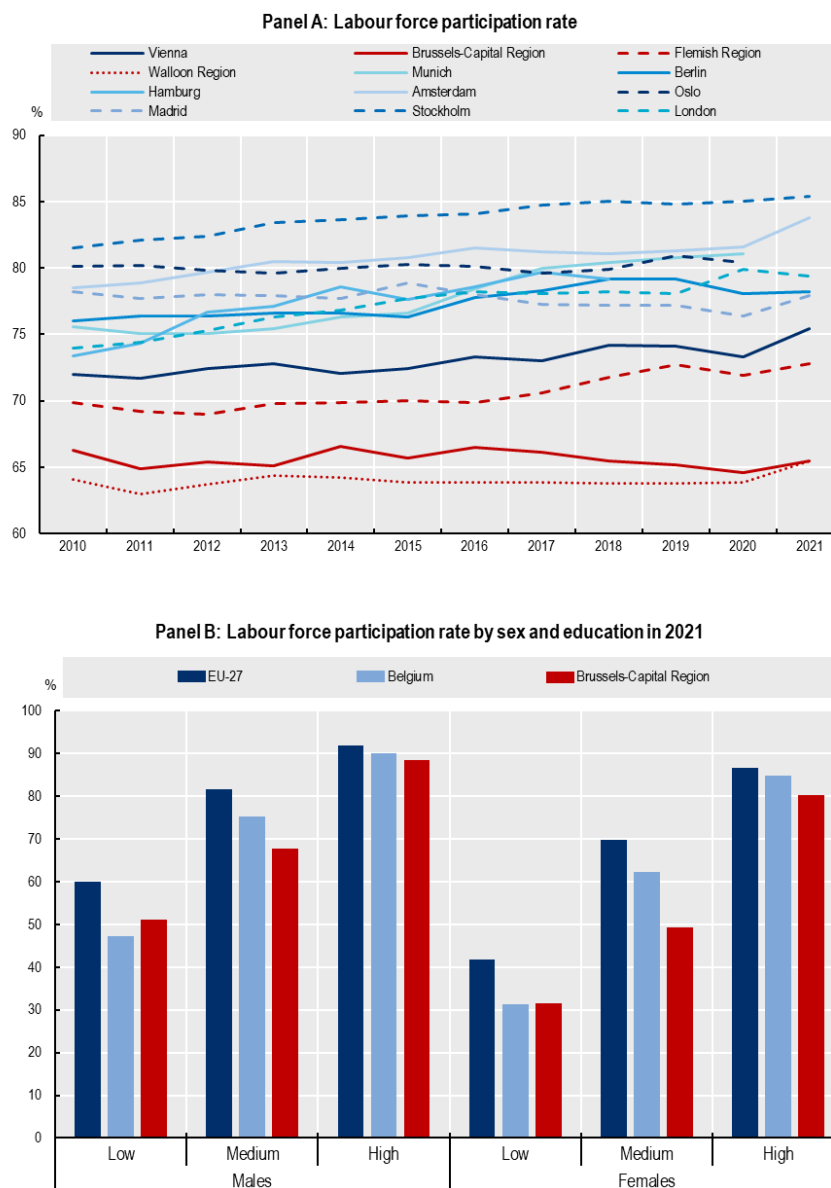 Panel A: Labour force participation rate
Vienna Brussels-Capital Region Flemish Region
Walloon Region Munich Berlin
Hamburg Amsterdam Oslo
Madrid Stockholm London
%
90
85
80
75
70
65
60
2010 2011 2012 2013 2014 2015 2016 2017 2018 2019 2020 2021
Panel B: Labour force participation rate by sex and education in 2021
EU-27 Belgium Brussels-Capital Region
%
100
90
80
70
60
50
40
30
20
10
0
Low Medium High Low Medium High
Males Females